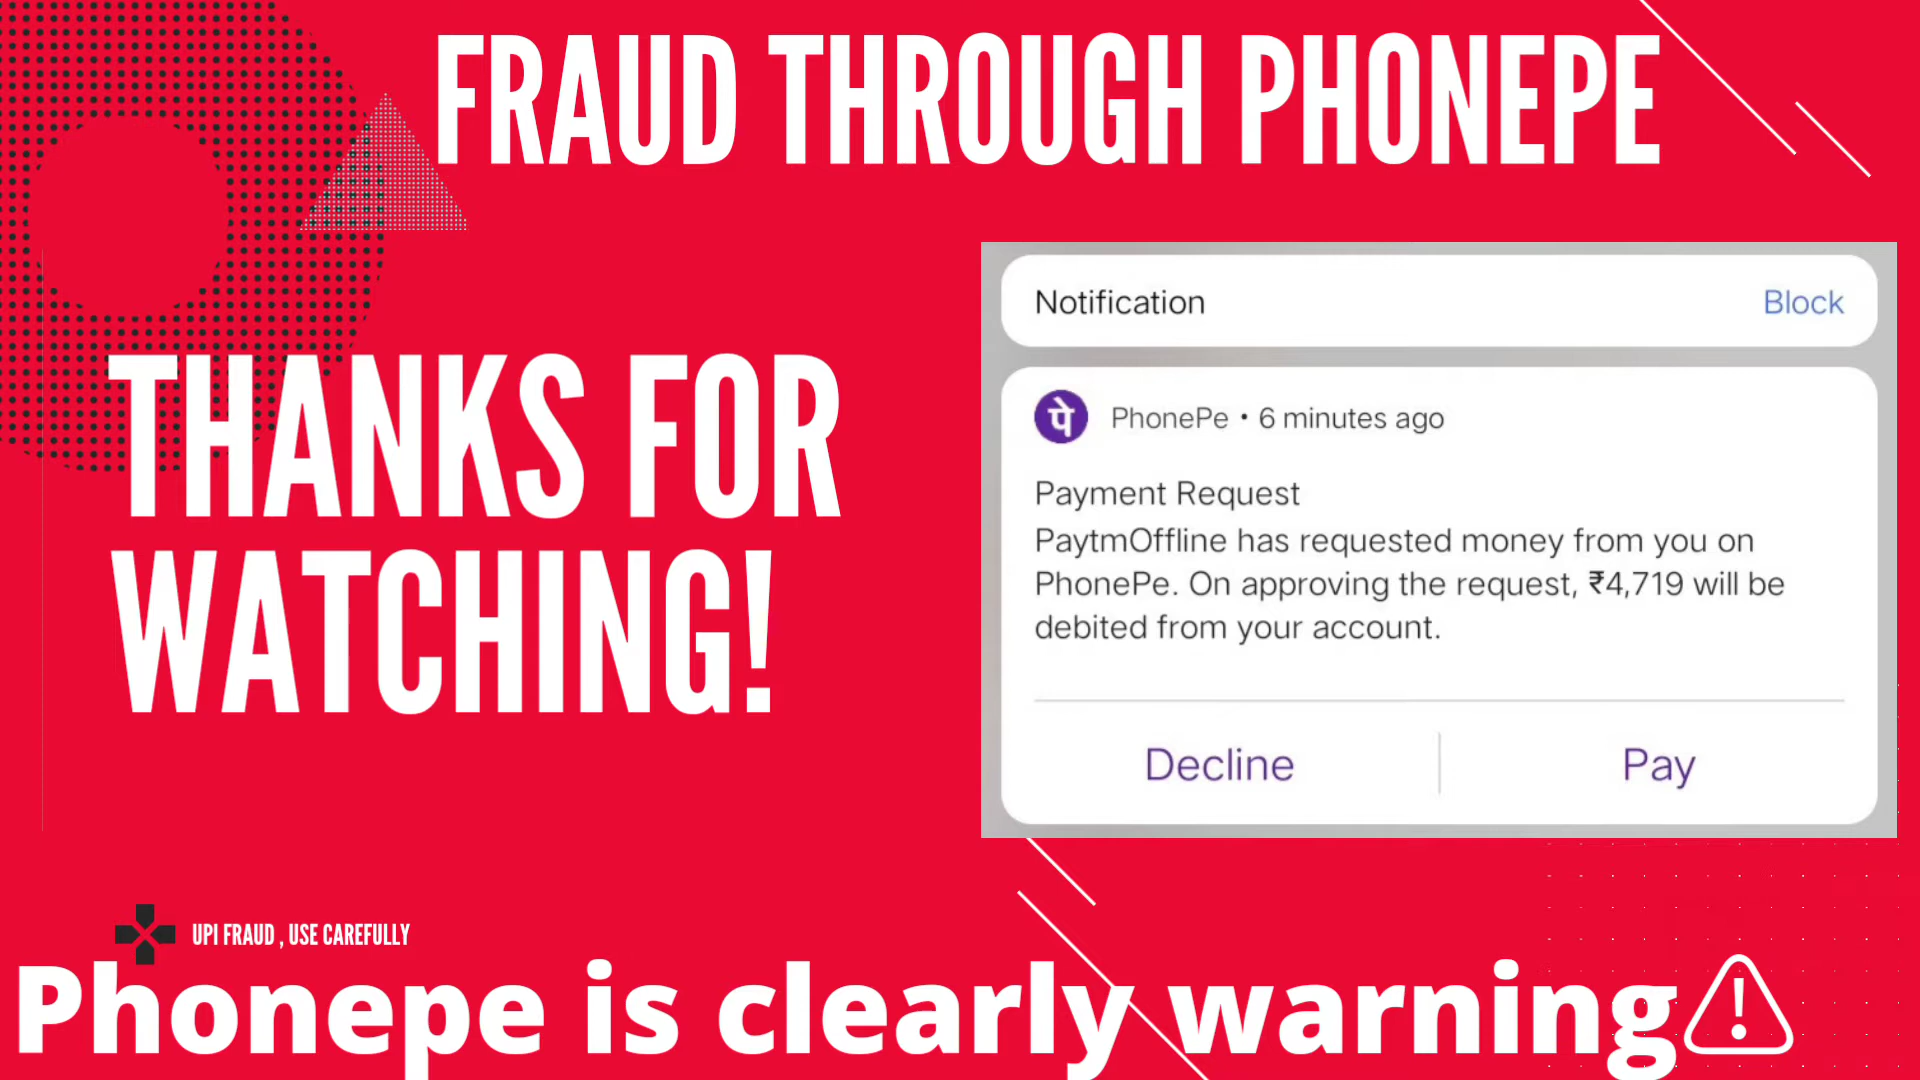 FRAUD THROUGH PHONEPE
THANKS FOR
WATCHING!
Notification
Block
पे
PhonePe • 6 minutes ago
Payment Request
PaytmOffline has requested money from you on
PhonePe. On approving the request, ₹4,719 will be
debited from your account.
Decline
Pay
UPI FRAUD , USE CAREFULLY
Phonepe is clearly warning⚠